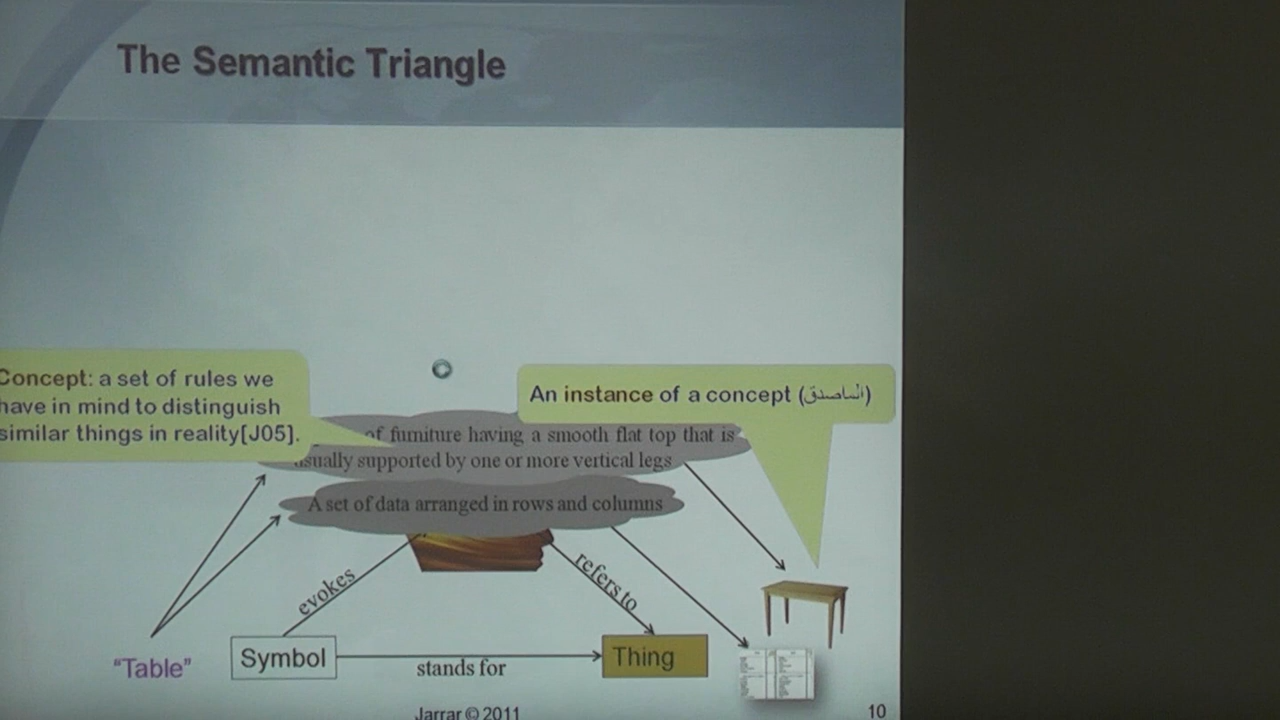 The Semantic Triangle
Concept: a set of rules we
have in mind to distinguish
similar things in reality[J05].
An instance of a concept (الماصدق)
of furniture having a smooth flat top that is
usually supported by one or more vertical legs
A set of data arranged in rows and columns
evokes
refers to
"Table"
Symbol
stands for
Thing
Jarrar © 2011
10